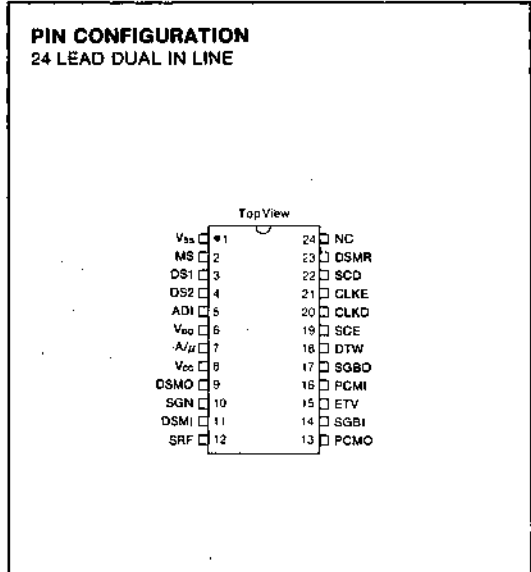 PIN CONFIGURATION
24 LEAD DUAL IN LINE
Top View
Vss 1 24 NC
MS 2 23 DSMR
DS1 3 22 SCD
DS2 4 21 CLKE
ADI 5 20 CLKD
VDD 6 19 SCE
A/μ 7 18 DTW
Vcc 8 17 SGBO
DSMO 9 16 PCMI
SGN 10 15 ETV
DSMI 11 14 SGBI
SRF 12 13 PCMO